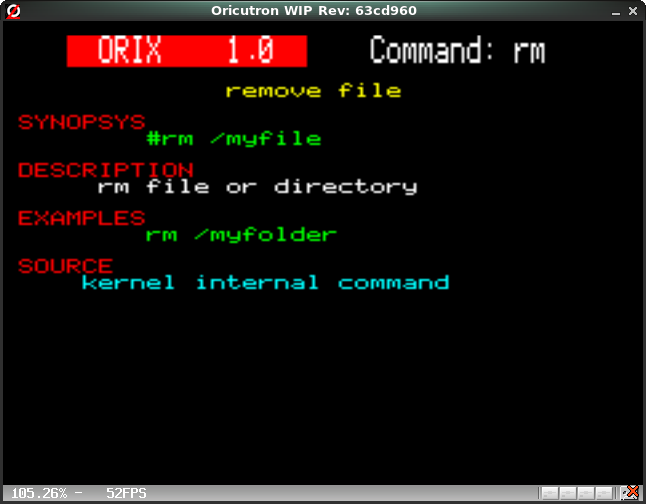 Oricutron WIP Rev: 63cd960
ORIX 1.0 Command: rm
remove file
SYNOPSYS
#rm /myfile
DESCRIPTION
rm file or directory
EXAMPLES
rm /myfolder
SOURCE
kernel internal command
105.26% - 52FPS